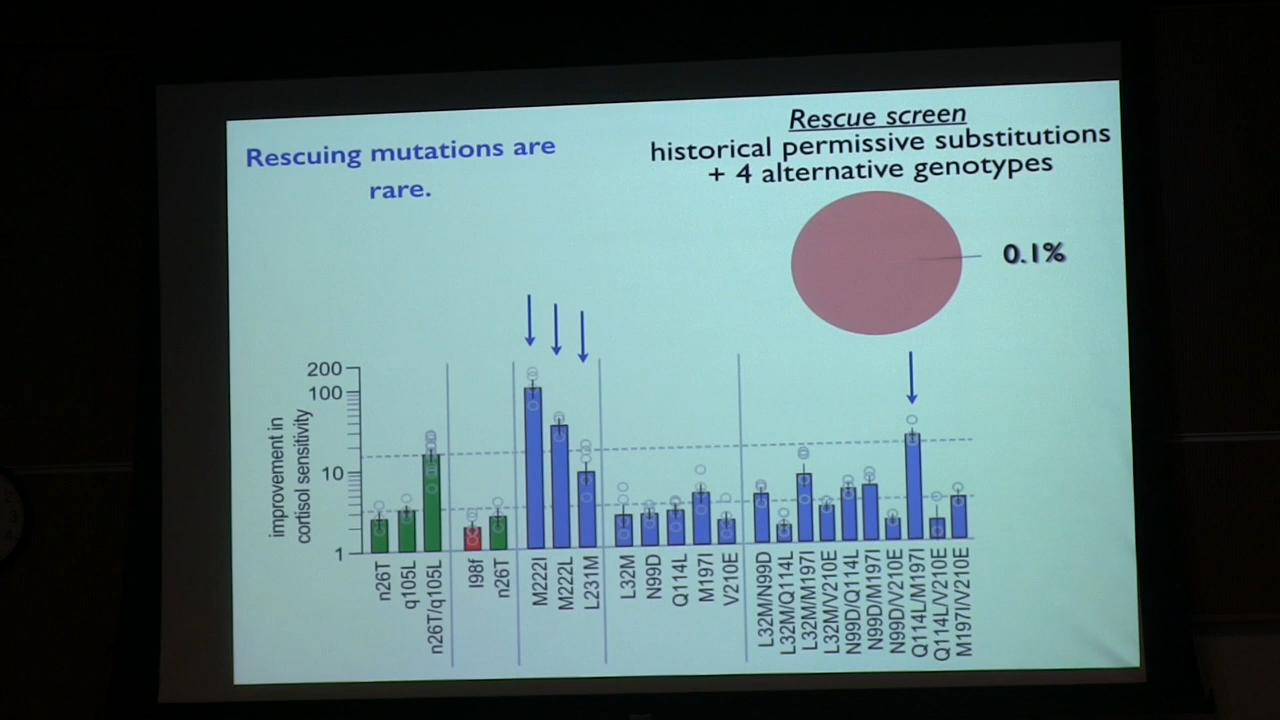 Rescuing mutations are
rare.
Rescue screen
historical permissive substitutions
+ 4 alternative genotypes
0.1%
improvement in
cortisol sensitivity
200
100
10
1
n26T
q105L
n26T/q105L
I98f
n26T
M222I
M222L
L231M
L32M
N99D
Q114L
M197I
V210E
L32M/N99D
L32M/Q114L
L32M/M197I
L32M/V210E
N99D/Q114L
N99D/M197I
N99D/V210E
Q114L/M197I
Q114L/V210E
M197I/V210E